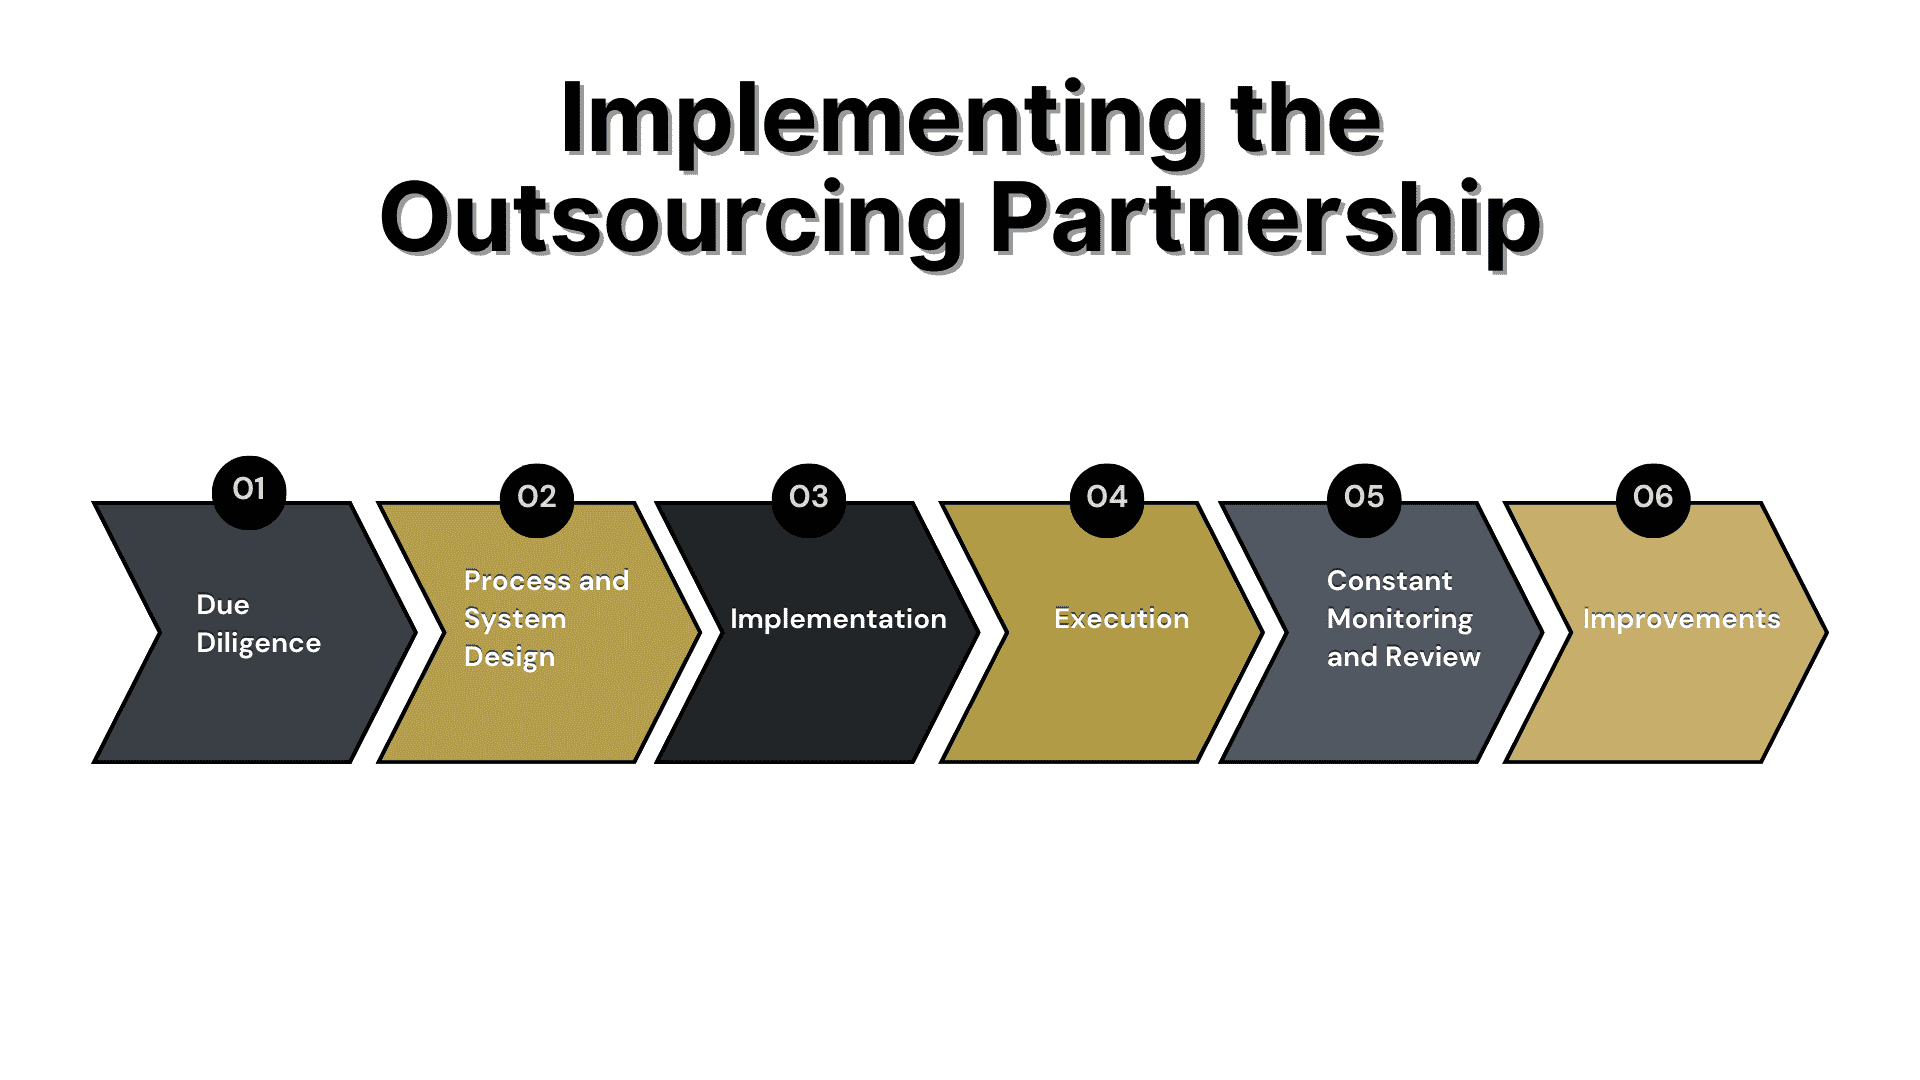 Implementing the
Outsourcing Partnership
01
Due
Diligence
02
Process and
System
Design
03
Implementation
04
Execution
05
Constant
Monitoring
and Review
06
Improvements